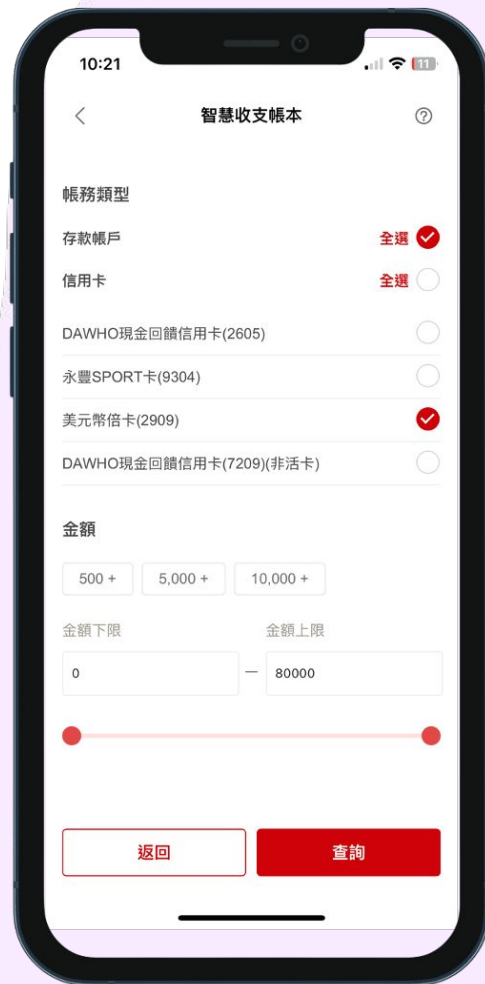 10:21
11
智慧收支帳本
帳務類型
存款帳戶 全選
信用卡 全選
DAWHO現金回饋信用卡(2605)
永豐SPORT卡(9304)
美元幣倍卡(2909)
DAWHO現金回饋信用卡(7209)(非活卡)
金額
500 + 5,000 + 10,000 +
金額下限 金額上限
0 — 80000
返回 查詢